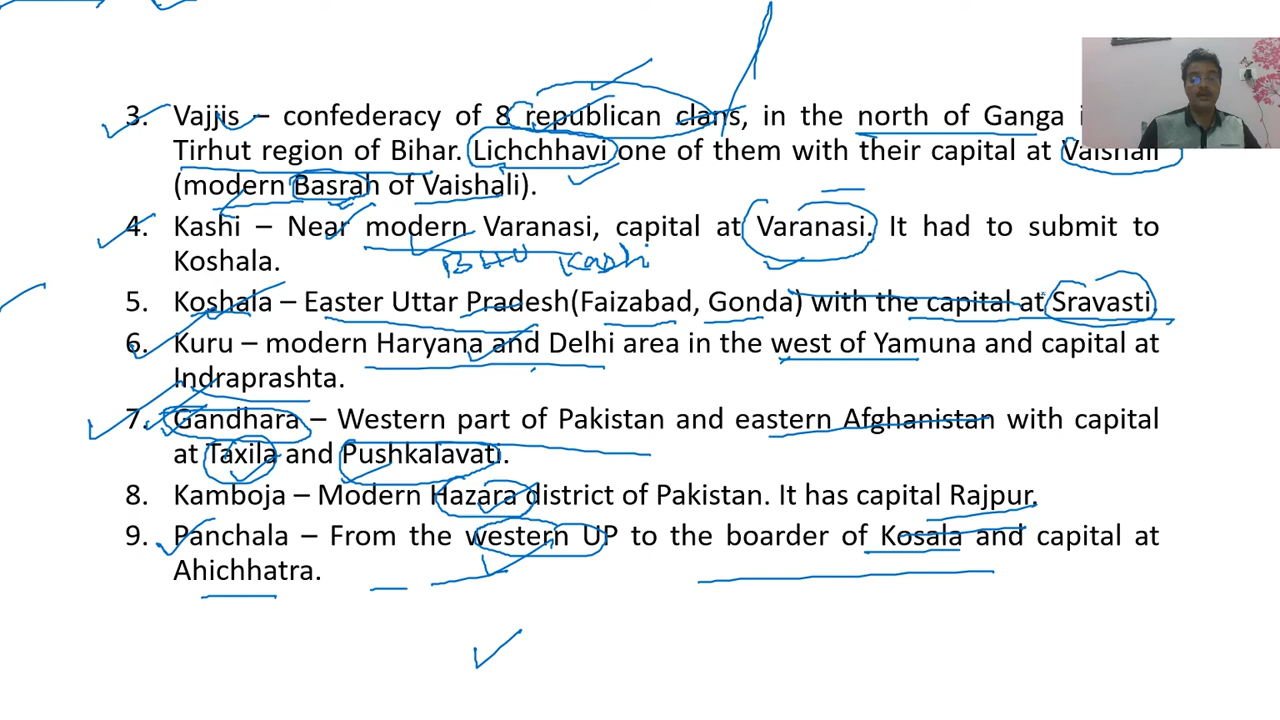 3. Vajjis – confederacy of 8 republican clans, in the north of Ganga
Tirhut region of Bihar. Lichchhavi one of them with their capital at Vaishali
(modern Basrah of Vaishali).
4. Kashi – Near modern Varanasi, capital at Varanasi. It had to submit to
Koshala.
BHU Kashi
5. Koshala – Easter Uttar Pradesh(Faizabad, Gonda) with the capital at Sravasti
6. Kuru – modern Haryana and Delhi area in the west of Yamuna and capital at
Indraprashta.
7. Gandhara – Western part of Pakistan and eastern Afghanistan with capital
at Taxila and Pushkalavati.
8. Kamboja – Modern Hazara district of Pakistan. It has capital Rajpur.
9. Panchala – From the western UP to the boarder of Kosala and capital at
Ahichhatra.